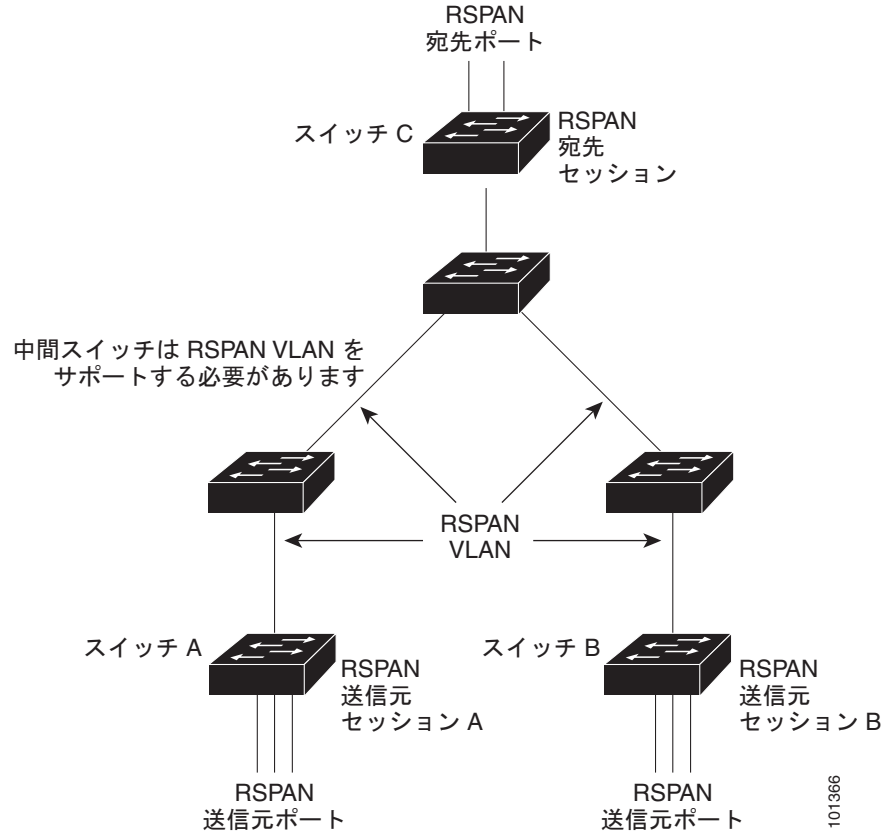 RSPAN
宛先ポート
スイッチ C
RSPAN
宛先
セッション
中間スイッチは RSPAN VLAN を
サポートする必要があります
RSPAN
VLAN
スイッチ A
RSPAN
送信元
セッション A
スイッチ B
RSPAN
送信元
セッション B
RSPAN
送信元ポート
RSPAN
送信元ポート
101366